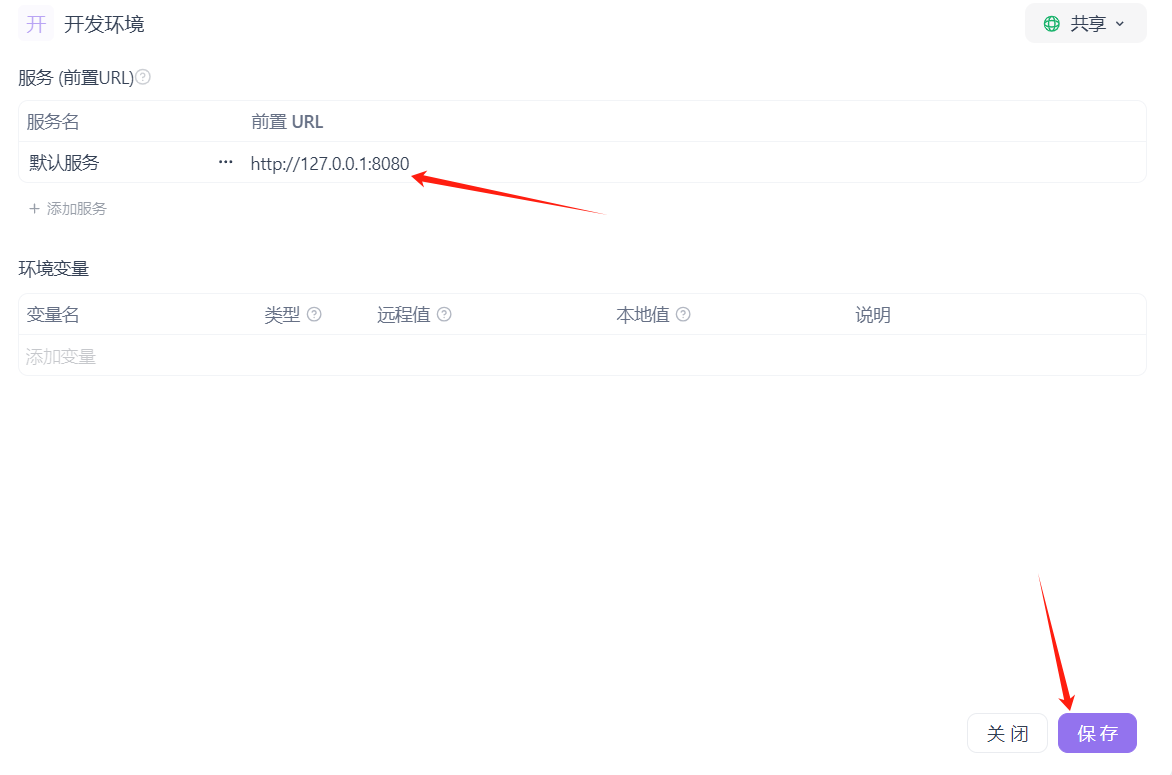 开 开发环境 共享
服务 (前置URL)
服务名 前置 URL
默认服务 ··· http://127.0.0.1:8080
+ 添加服务
环境变量
变量名 类型 远程值 本地值 说明
添加变量
关闭 保存